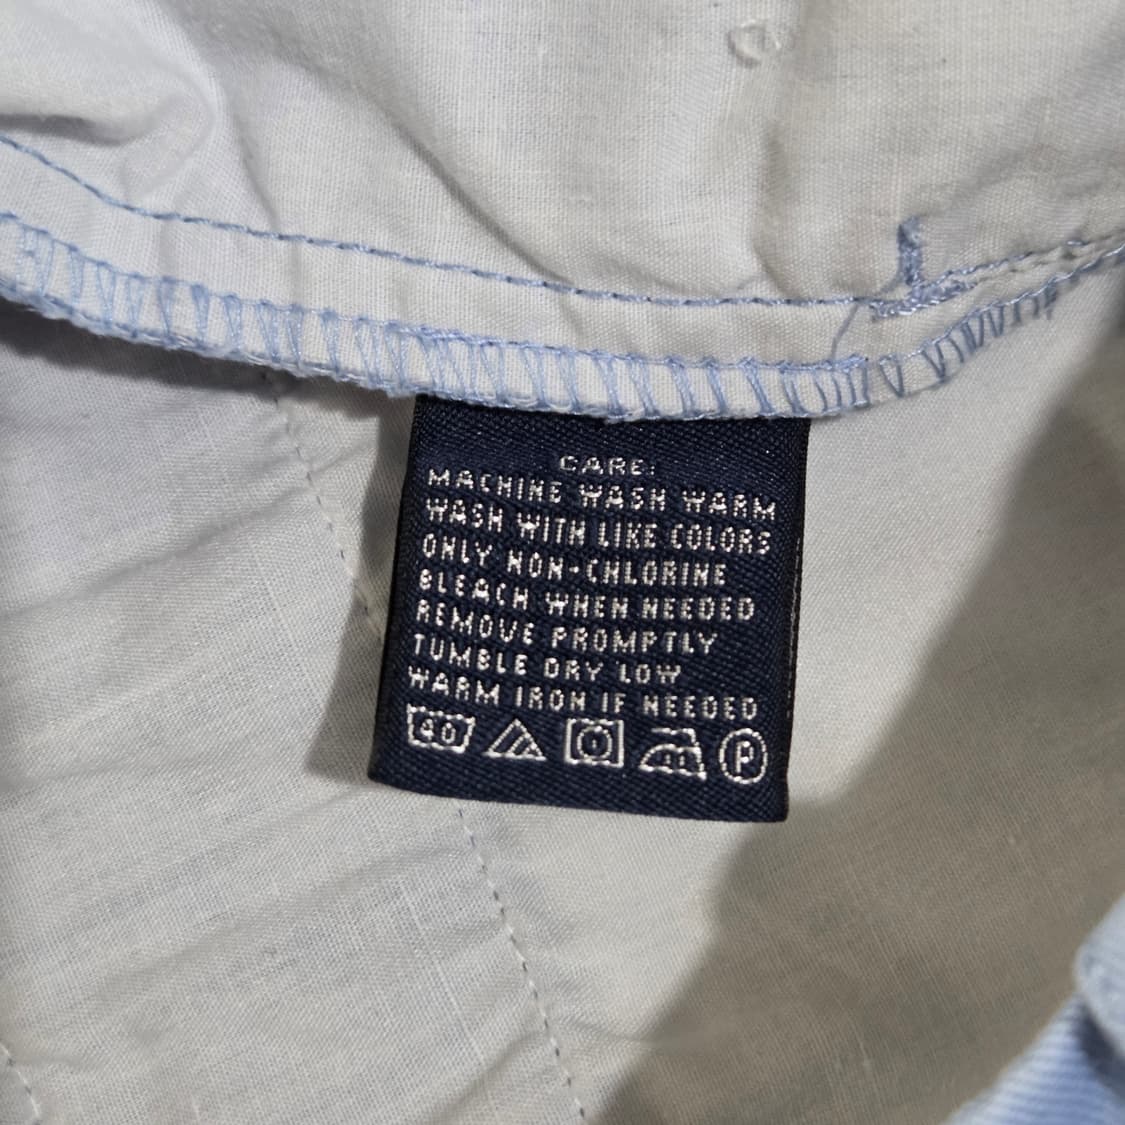 CARE:
MACHINE WASH WARM
WASH WITH LIKE COLORS
ONLY NON-CHLORINE
BLEACH WHEN NEEDED
REMOVE PROMPTLY
TUMBLE DRY LOW
WARM IRON IF NEEDED
40 P